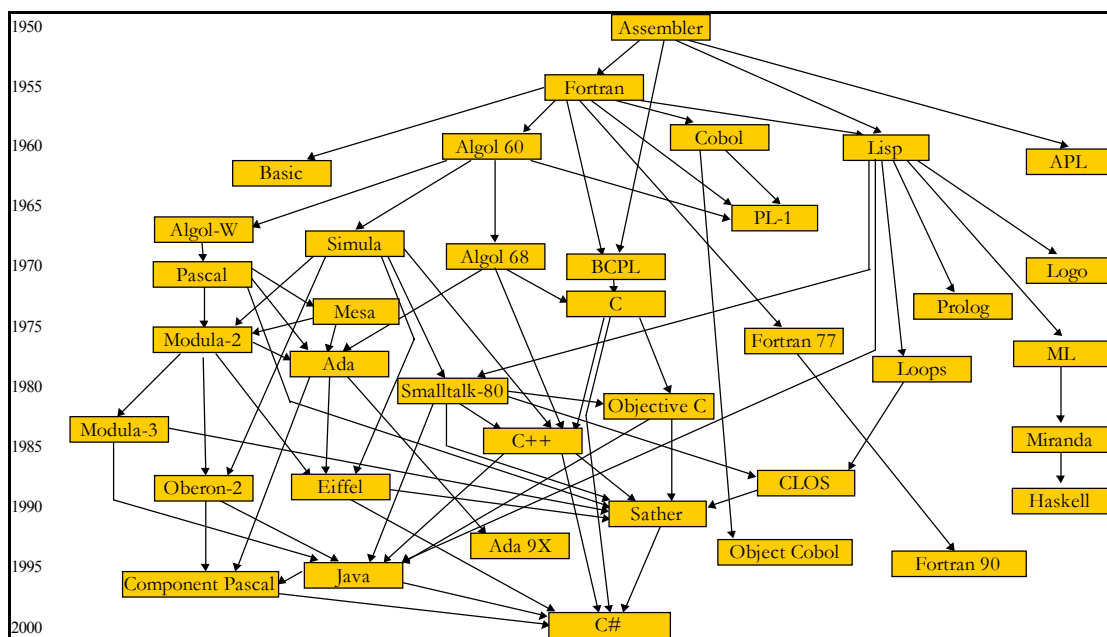 1950
Assembler
1955
Fortran
Cobol
1960
Algol 60
Lisp
APL
Basic
1965
PL-1
Algol-W
Simula
Algol 68
BCPL
1970
Pascal
Logo
C
Prolog
Mesa
1975
Modula-2
Fortran 77
ML
Ada
Loops
1980
Smalltalk-80
Objective C
Modula-3
C++
Miranda
1985
Oberon-2
Eiffel
CLOS
Haskell
1990
Sather
Ada 9X
Object Cobol
Fortran 90
1995
Component Pascal
Java
2000
C#